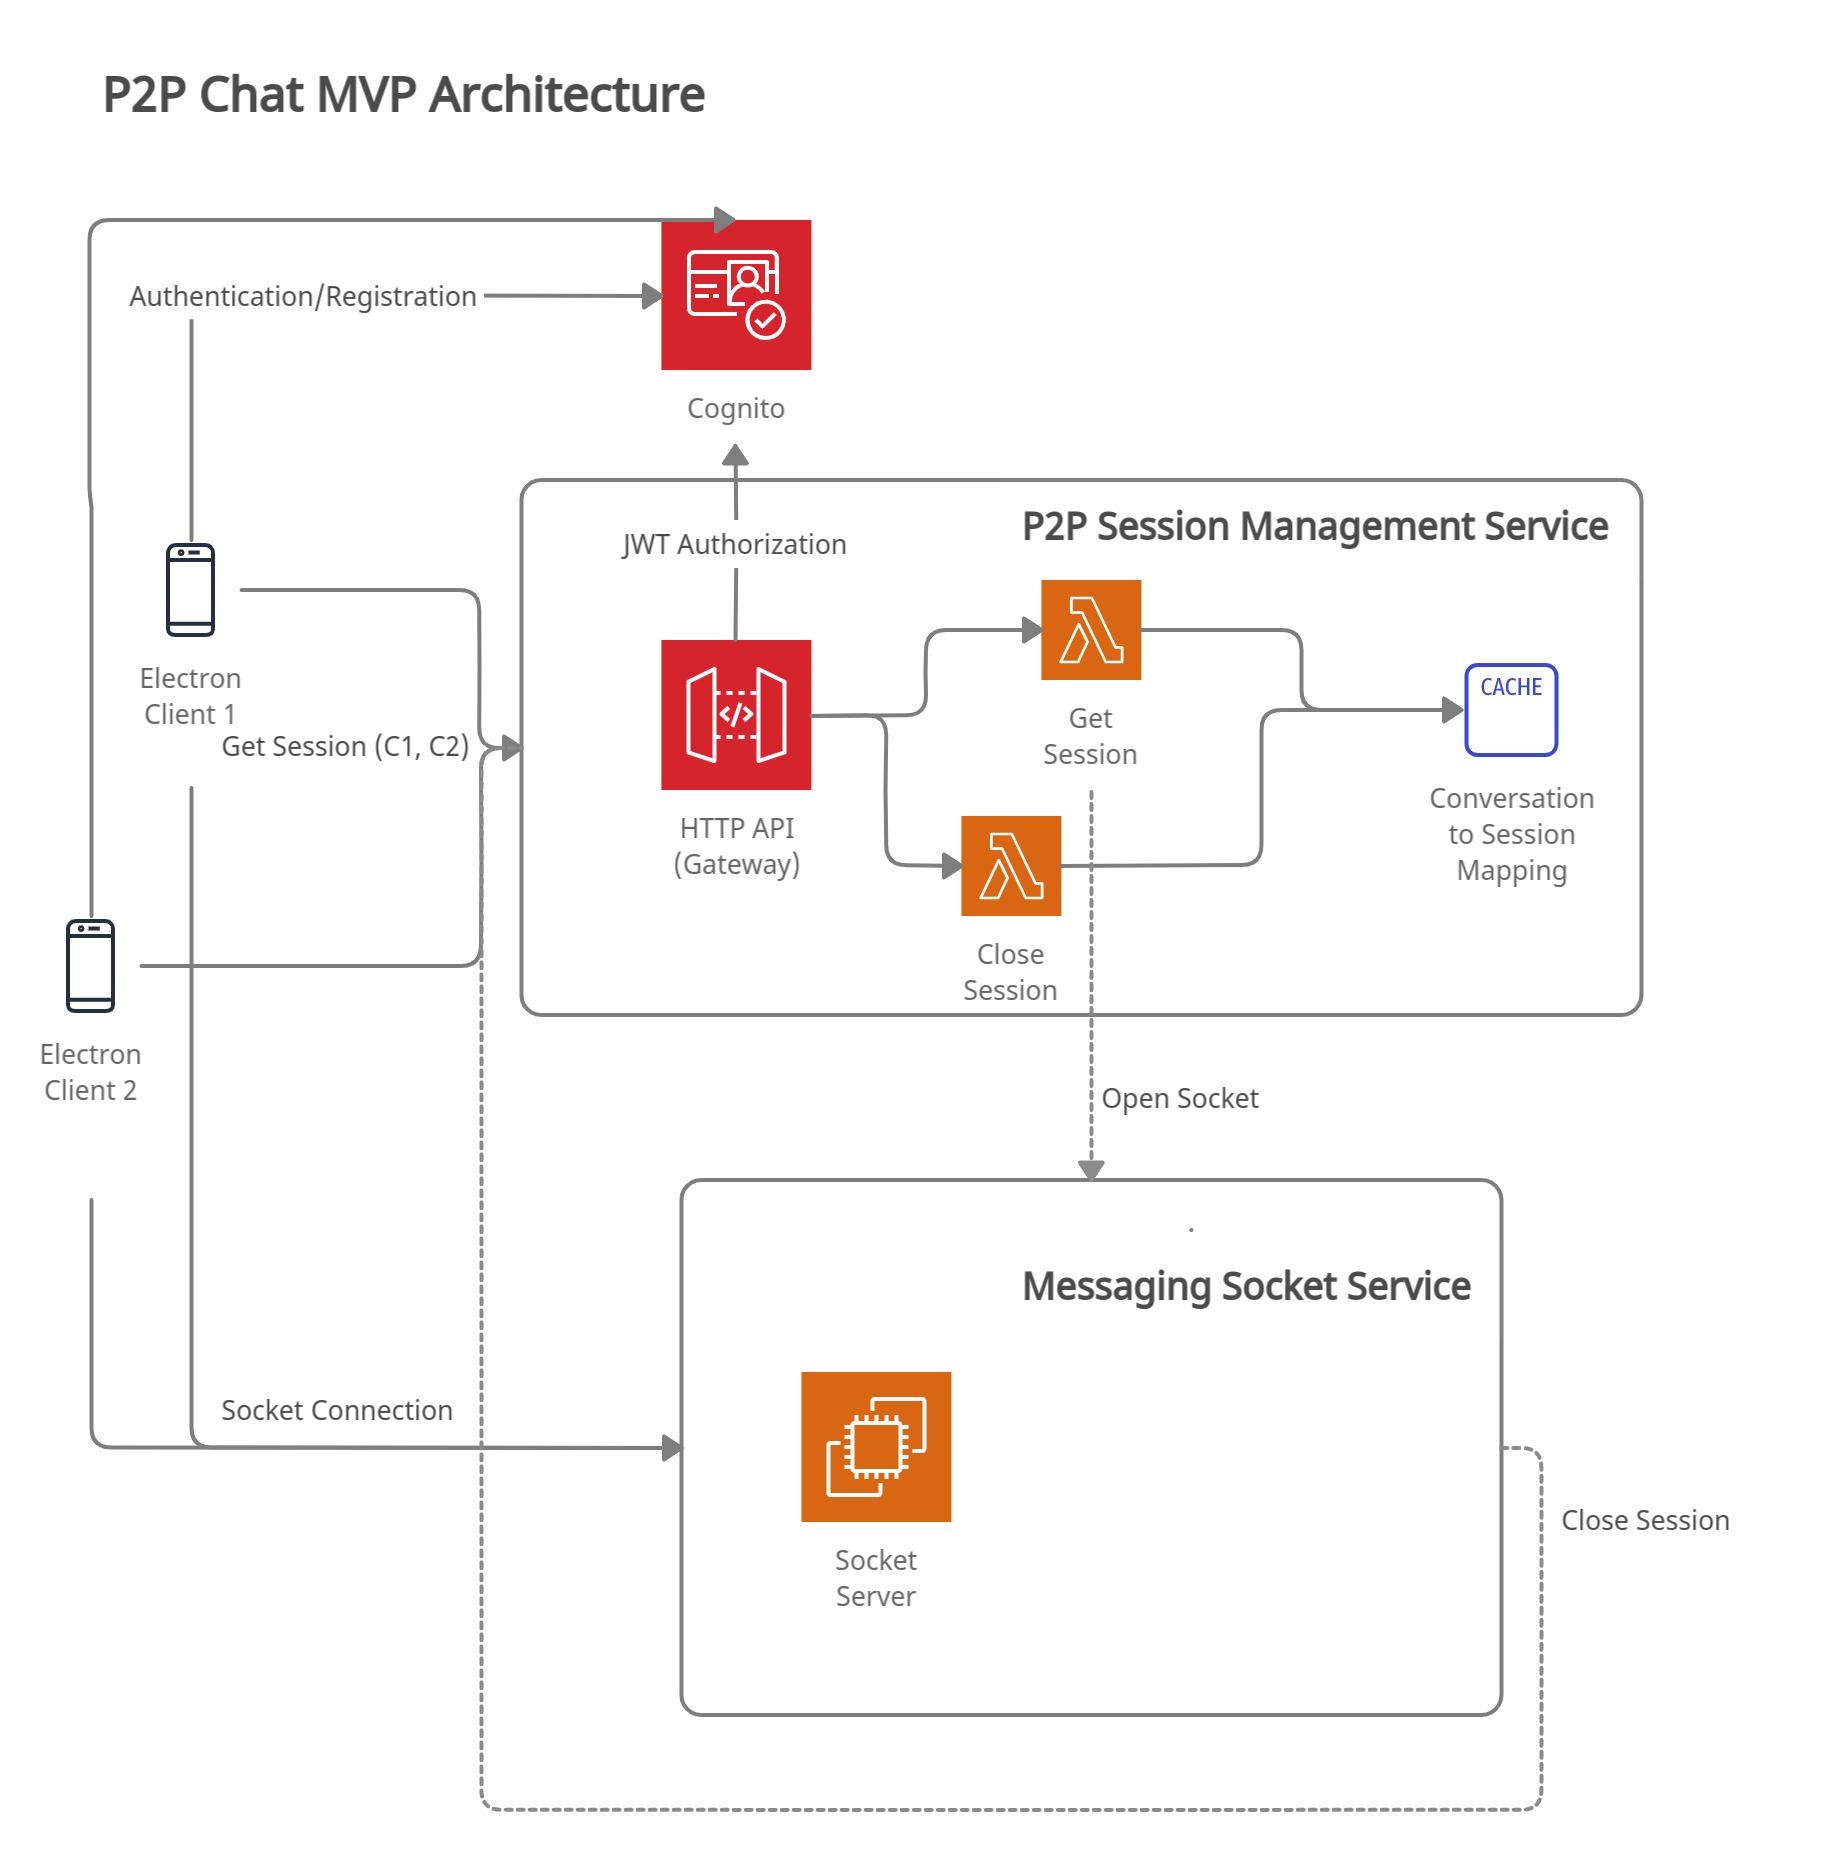 P2P Chat MVP Architecture
Authentication/Registration
Cognito
P2P Session Management Service
JWT Authorization
Electron
Client 1
Get Session (C1, C2)
HTTP API
(Gateway)
Get
Session
CACHE
Conversation
to Session
Mapping
Close
Session
Electron
Client 2
Open Socket
Messaging Socket Service
Socket Connection
Socket
Server
Close Session